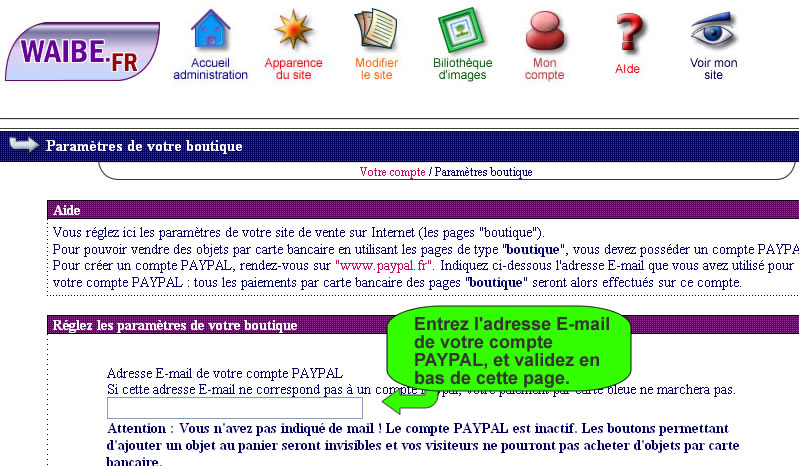 WAIBE.FR
Accueil administration
Apparence du site
Modifier le site
Biliothèque d'images
Mon compte
AIde
Voir mon site
Paramètres de votre boutique
Votre compte / Paramètres boutique
Aide
Vous réglez ici les paramètres de votre site de vente sur Internet (les pages "boutique").
Pour pouvoir vendre des objets par carte bancaire en utilisant les pages de type "boutique", vous devez posséder un compte PAYPA
Pour créer un compte PAYPAL, rendez-vous sur "www.paypal.fr". Indiquez ci-dessous l'adresse E-mail que vous avez utilisé pour
votre compte PAYPAL : tous les paiements par carte bancaire des pages "boutique" seront alors effectués sur ce compte.
Réglez les paramètres de votre boutique
Entrez l'adresse E-mail
de votre compte
PAYPAL, et validez en
bas de cette page.
Adresse E-mail de votre compte PAYPAL
Si cette adresse E-mail ne correspond pas à un compte Paypal, votre paiement par carte bleue ne marchera pas.
Attention : Vous n'avez pas indiqué de mail ! Le compte PAYPAL est inactif. Les boutons permettant
d'ajouter un objet au panier seront invisibles et vos visiteurs ne pourront pas acheter d'objets par carte
bancaire.